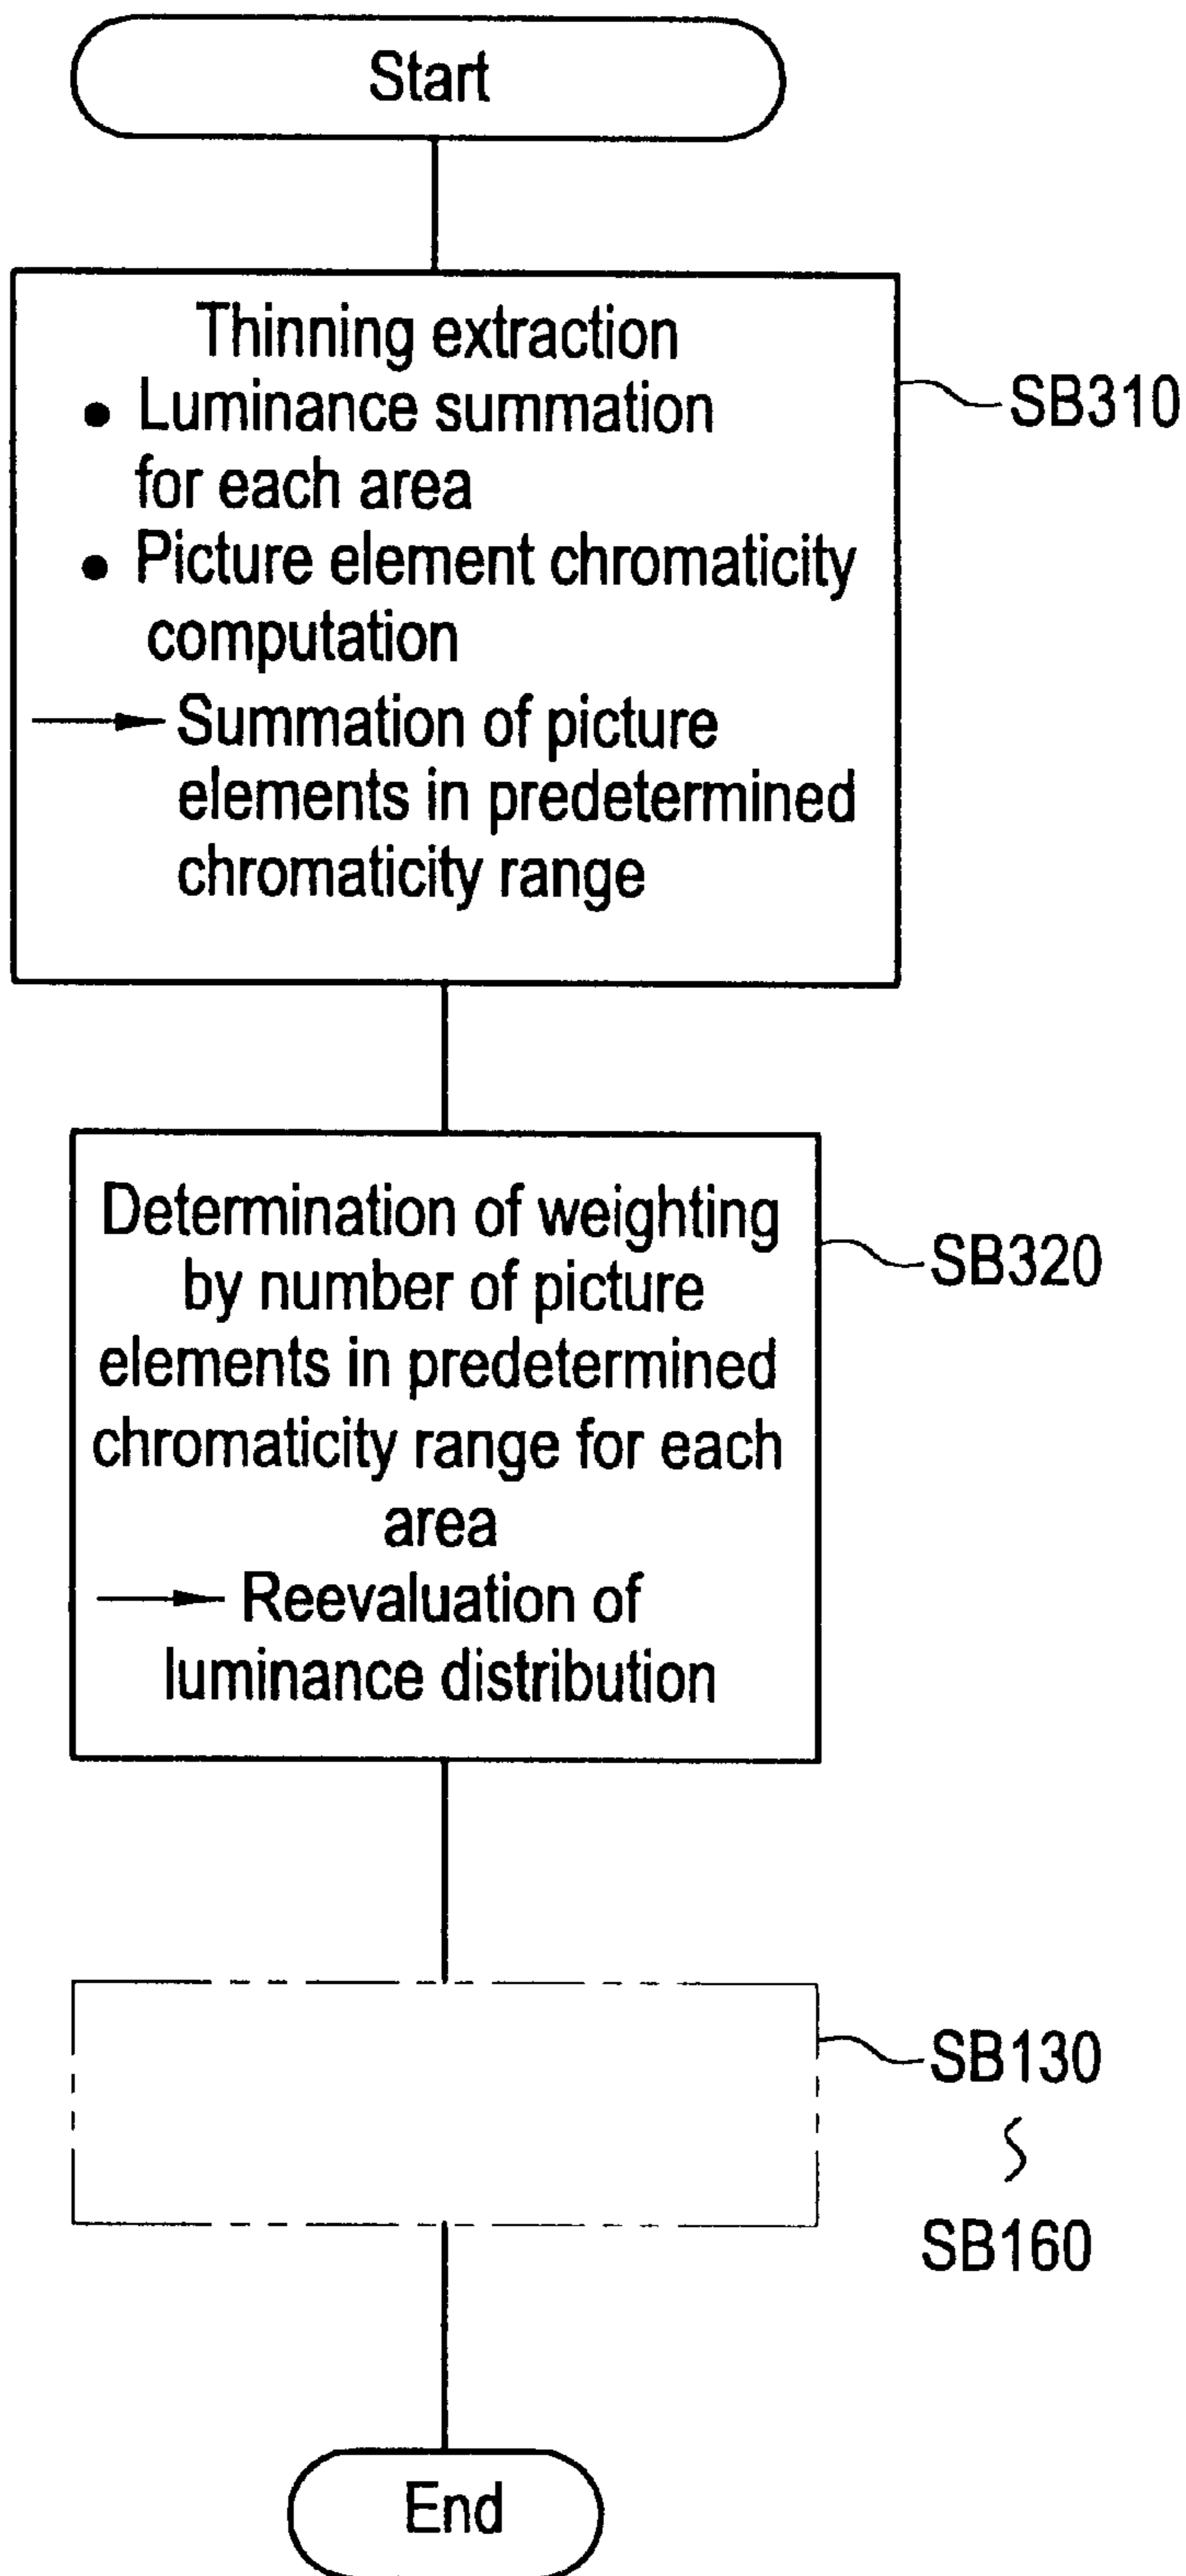 Start
Thinning extraction
• Luminance summation
for each area
• Picture element chromaticity
computation
→ Summation of picture
elements in predetermined
chromaticity range
SB310
Determination of weighting
by number of picture
elements in predetermined
chromaticity range for each
area
→ Reevaluation of
luminance distribution
SB320
SB130
~
SB160
End